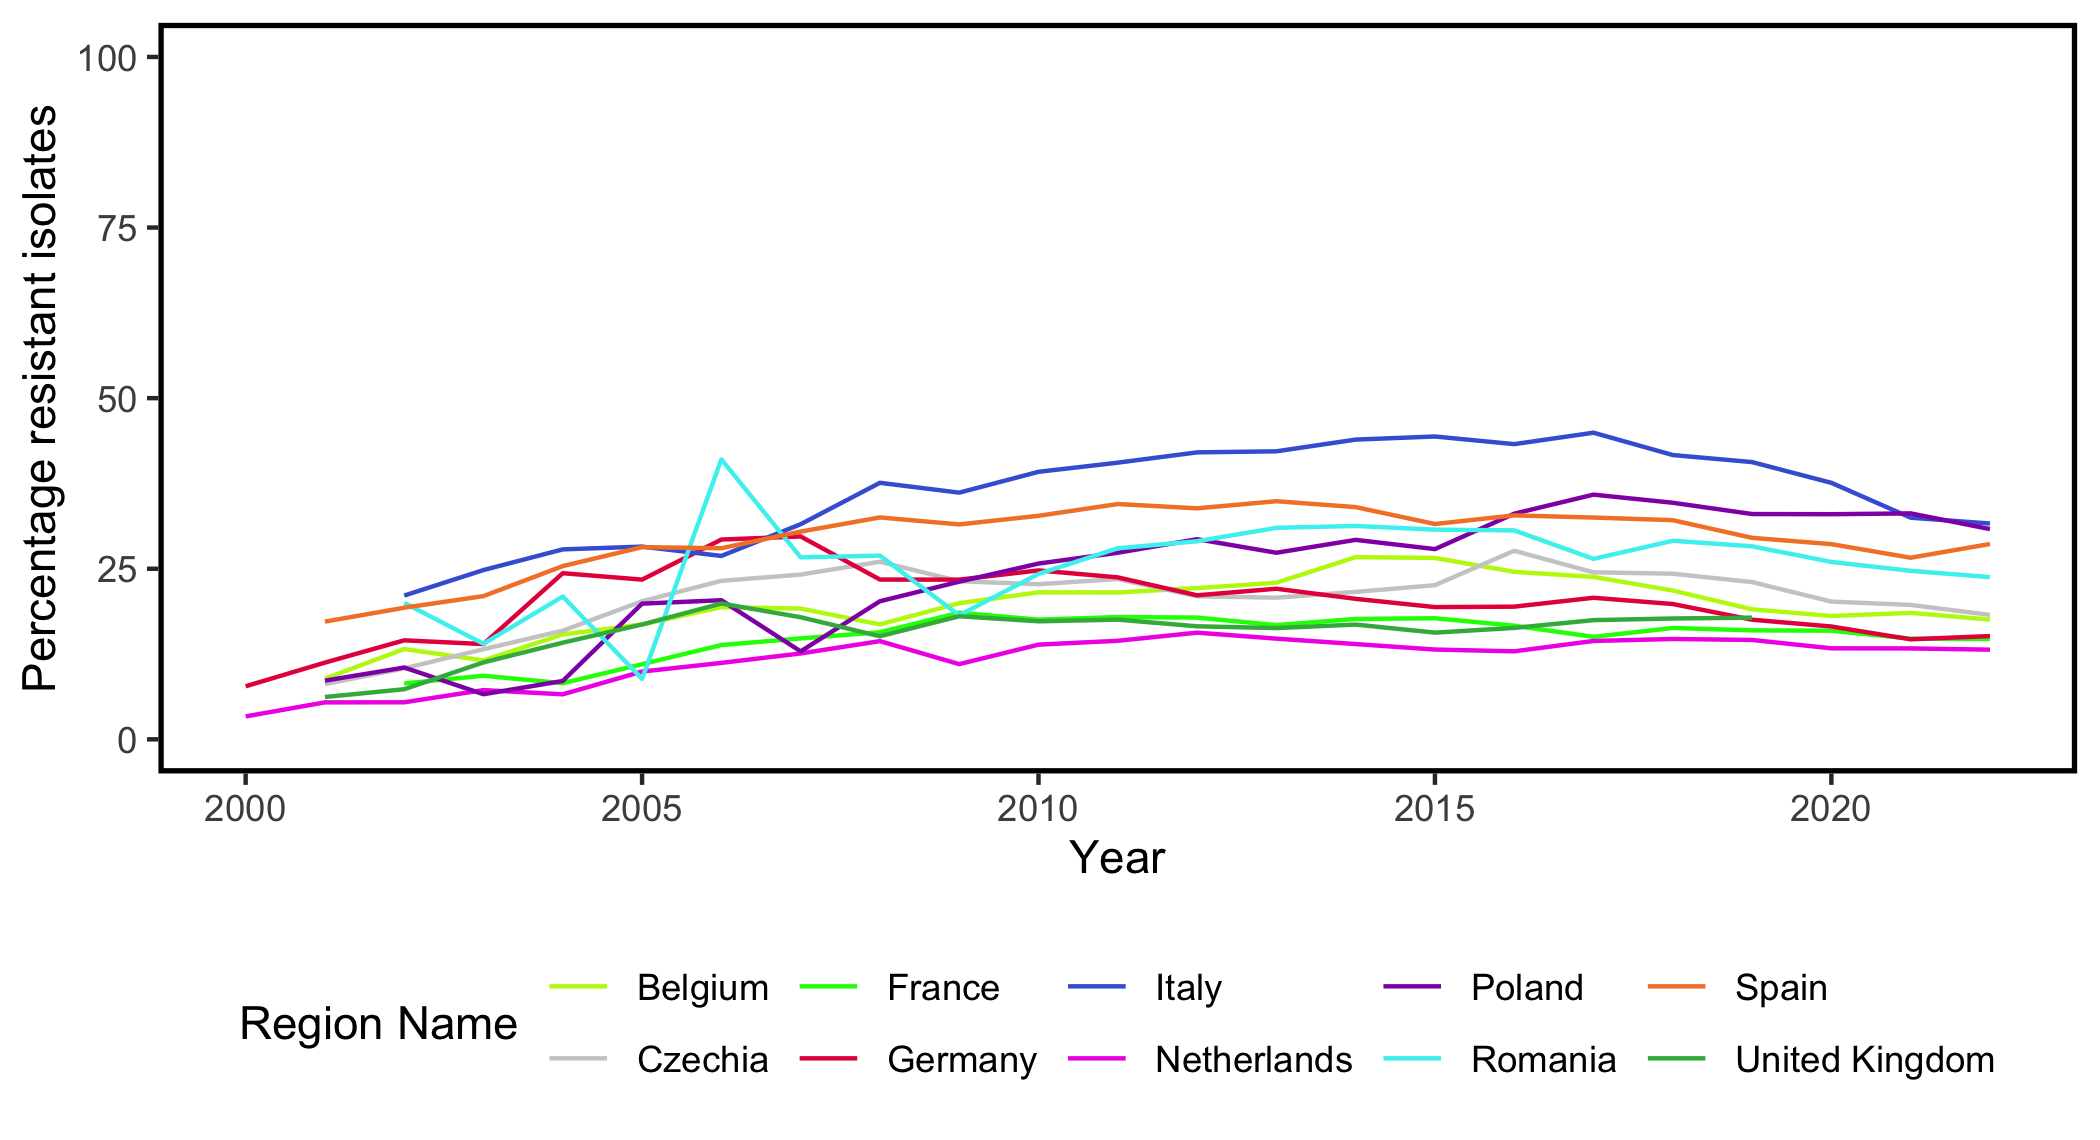 Percentage resistant isolates
100
75
50
25
0
2000 2005 2010 2015 2020
Year
Region Name
Belgium France Italy Poland Spain
Czechia Germany Netherlands Romania United Kingdom